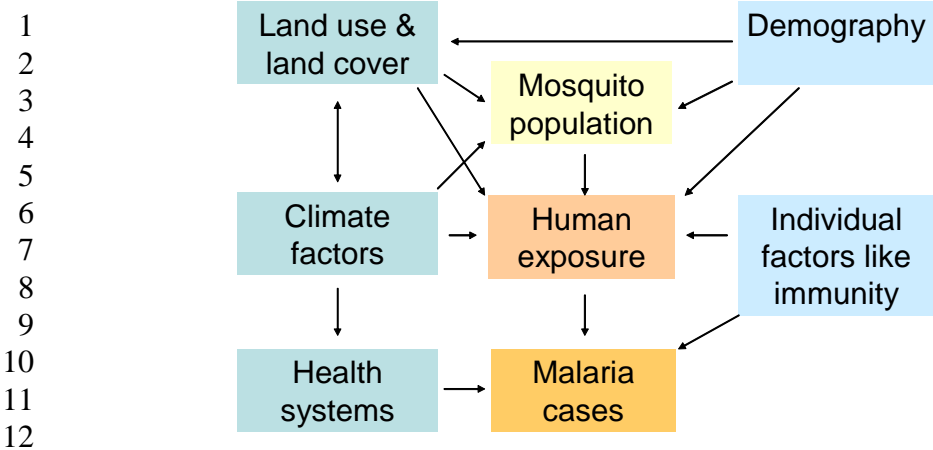 1
2
3
4
5
6
7
8
9
10
11
12
Land use &
land cover
Demography
Mosquito
population
Climate
factors
Human
exposure
Individual
factors like
immunity
Health
systems
Malaria
cases